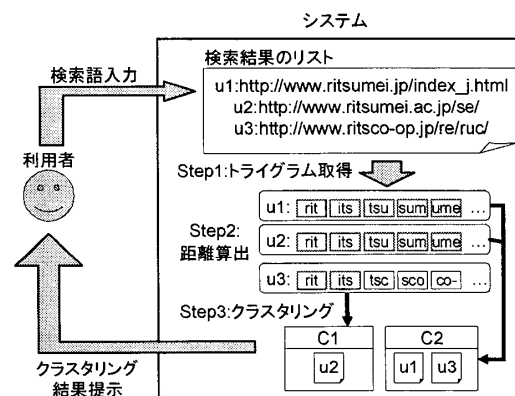 システム
検索結果のリスト
u1:http://www.ritsumei.jp/index_j.html
u2:http://www.ritsumei.ac.jp/se/
u3:http://www.ritsco-op.jp/re/ruc/
検索語入力
利用者
Step1:トライグラム取得
u1: rit its tsu sum ume …
Step2:
距離算出
u2: rit its tsu sum ume …
u3: rit its tsc sco co- …
Step3:クラスタリング
C1
u2
C2
u1 u3
クラスタリング
結果提示